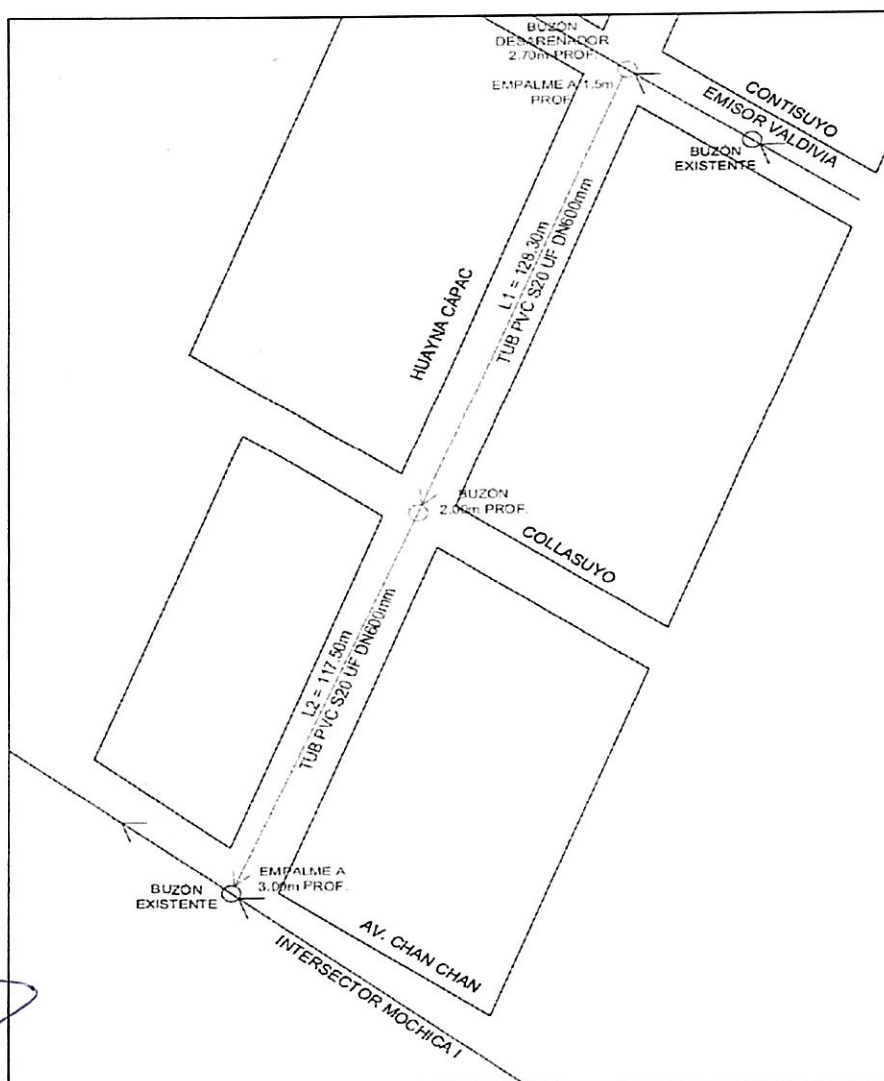 BUZÓN
DESARENADOR
2.70m PROF.
EMPALME A 1.5m
PROF.
CONTISUYO
EMISOR VALDIVIA
BUZÓN
EXISTENTE
L1 = 128.30m
TUB PVC S20 UF DN600mm
HUAYNA CÁPAC
BUZÓN
2.00m PROF.
COLLASUYO
L2 = 117.50m
TUB PVC S20 UF DN600mm
EMPALME A
3.00m PROF.
BUZÓN
EXISTENTE
AV. CHAN CHAN
INTERSECTOR MOCHICA I